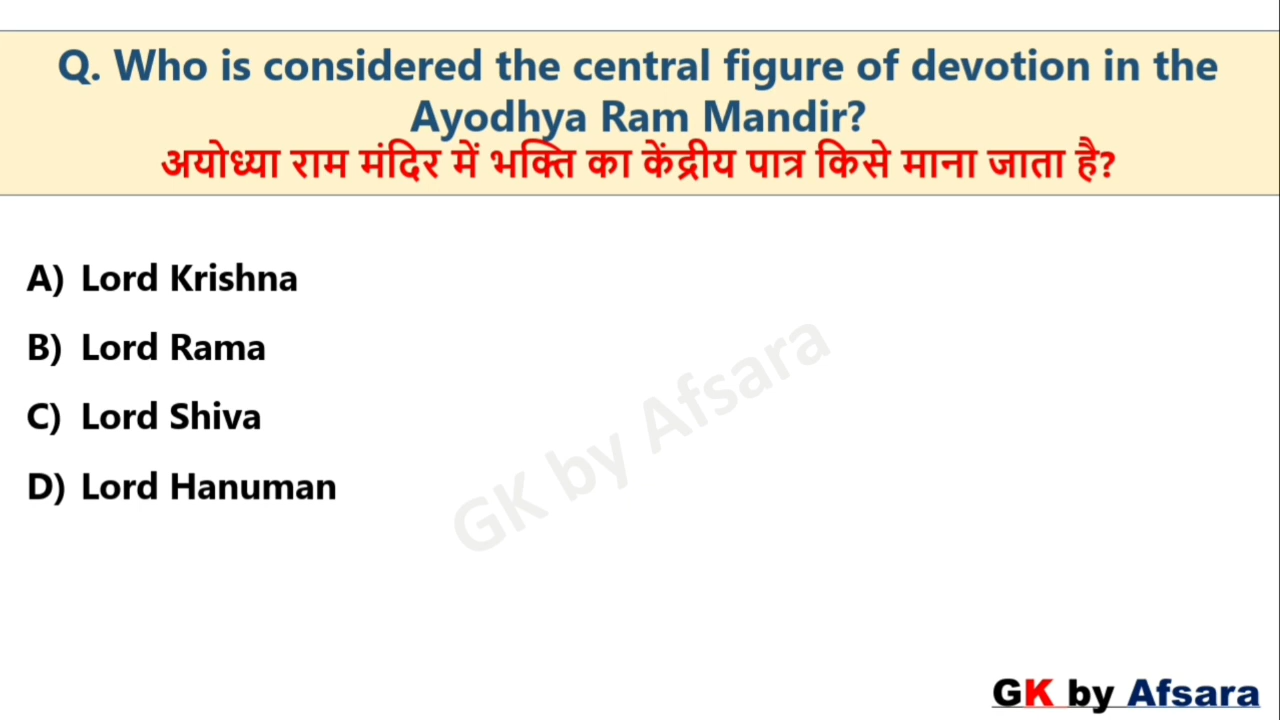 Q. Who is considered the central figure of devotion in the
Ayodhya Ram Mandir?
अयोध्या राम मंदिर में भक्ति का केंद्रीय पात्र किसे माना जाता है?
A) Lord Krishna
B) Lord Rama
C) Lord Shiva
D) Lord Hanuman
GK by Afsara
GK by Afsara